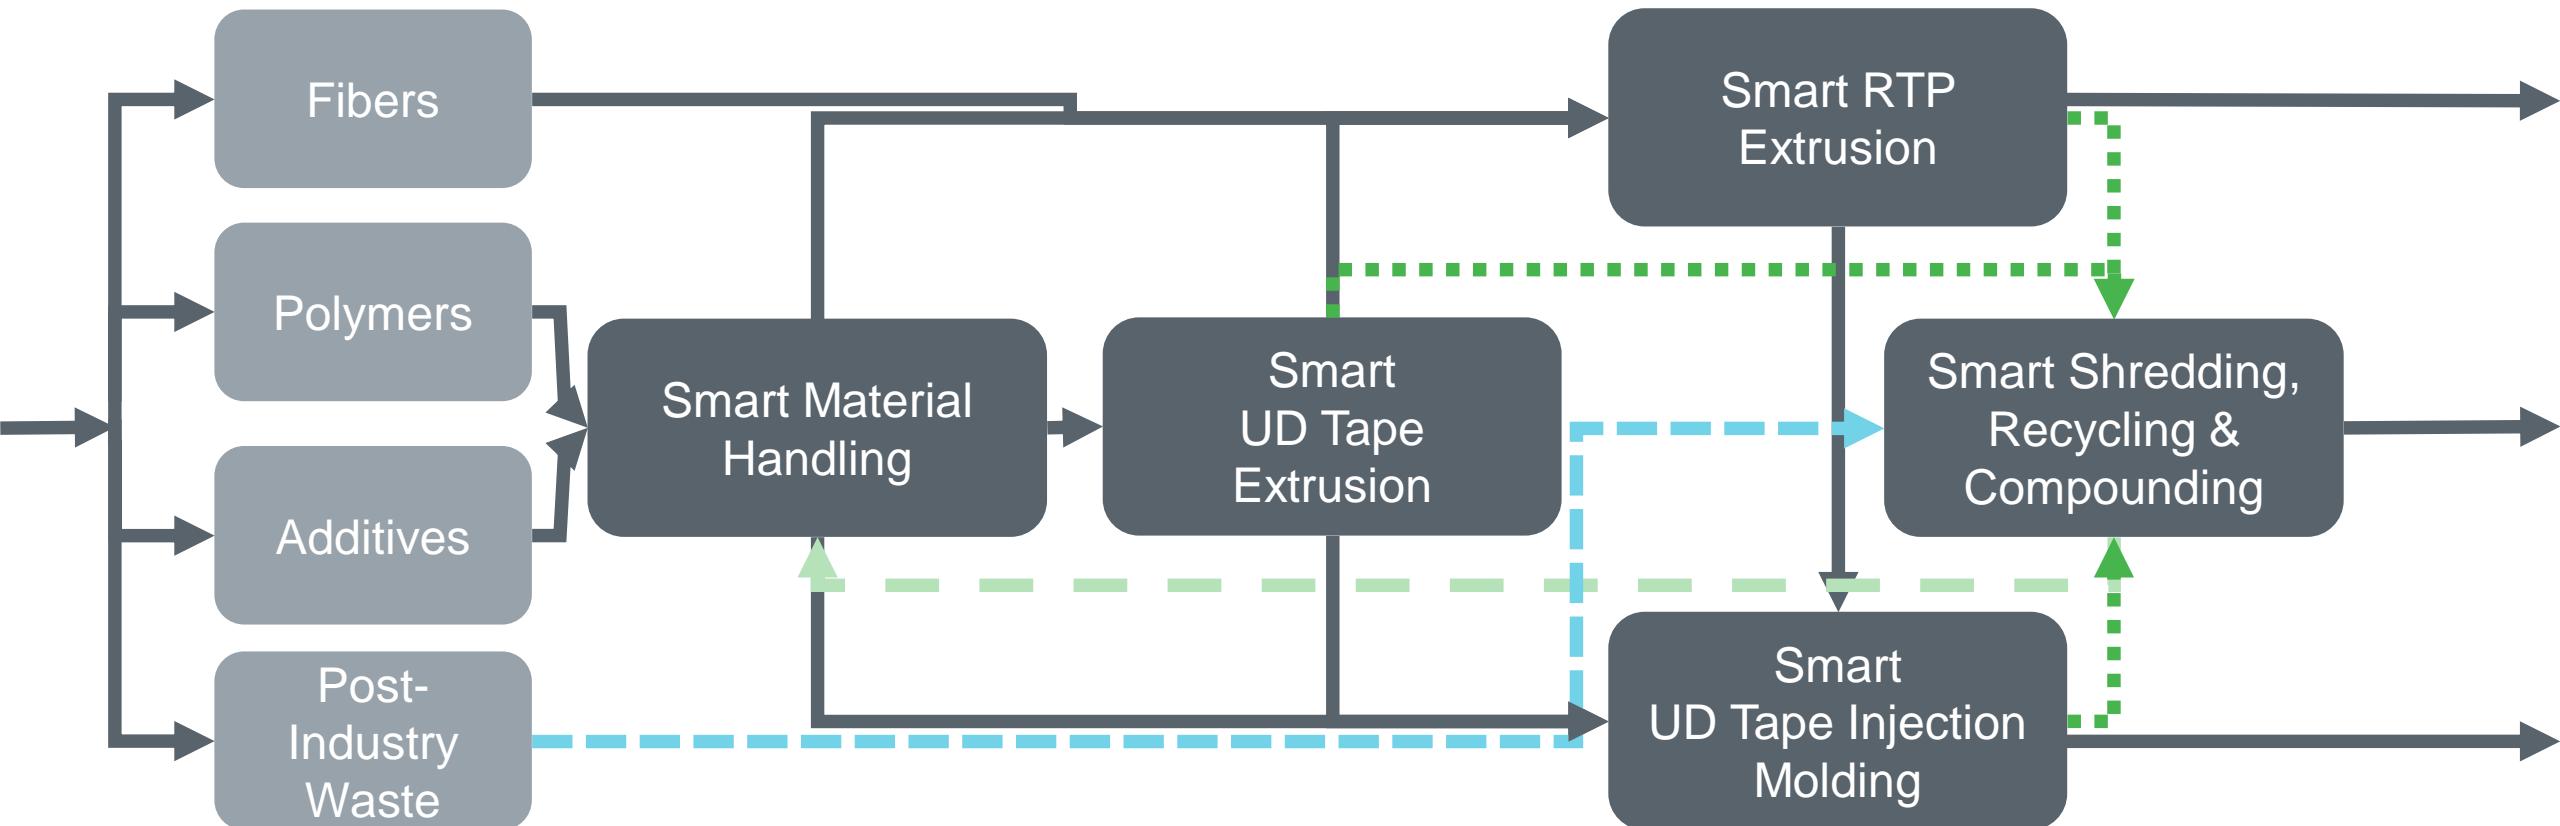 Fibers
Polymers
Additives
Post-
Industry
Waste
Smart Material
Handling
Smart
UD Tape
Extrusion
Smart RTP
Extrusion
Smart Shredding,
Recycling &
Compounding
Smart
UD Tape Injection
Molding